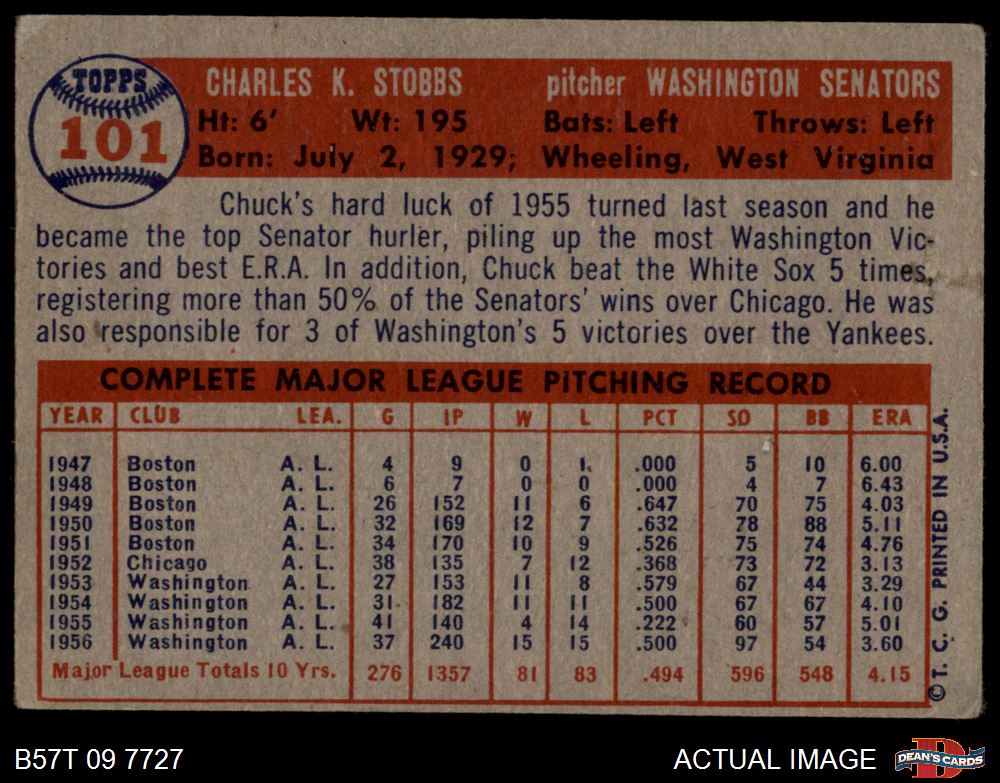 TOPPS
101
CHARLES K. STOBBS pitcher WASHINGTON SENATORS
Ht: 6' Wt: 195 Bats: Left Throws: Left
Born: July 2, 1929; Wheeling, West Virginia
Chuck's hard luck of 1955 turned last season and he
became the top Senator hurler, piling up the most Washington Vic-
tories and best E.R.A. In addition, Chuck beat the White Sox 5 times,
registering more than 50% of the Senators' wins over Chicago. He was
also responsible for 3 of Washington's 5 victories over the Yankees.
COMPLETE MAJOR LEAGUE PITCHING RECORD
YEAR CLUB LEA. G IP W L PCT SO BB ERA
1947 Boston A. L. 4 9 0 1 .000 5 10 6.00
1948 Boston A. L. 6 7 0 0 .000 4 7 6.43
1949 Boston A. L. 26 152 11 6 .647 70 75 4.03
1950 Boston A. L. 32 169 12 7 .632 78 88 5.11
1951 Boston A. L. 34 170 10 9 .526 75 74 4.76
1952 Chicago A. L. 38 135 7 12 .368 73 72 3.13
1953 Washington A. L. 27 153 11 8 .579 67 44 3.29
1954 Washington A. L. 31 182 11 11 .500 67 67 4.10
1955 Washington A. L. 41 140 4 14 .222 60 57 5.01
1956 Washington A. L. 37 240 15 15 .500 97 54 3.60
Major League Totals 10 Yrs. 276 1357 81 83 .494 596 548 4.15
© T. C. G. PRINTED IN U.S.A.
B57T 09 7727 ACTUAL IMAGE
D
DEAN'S CARDS